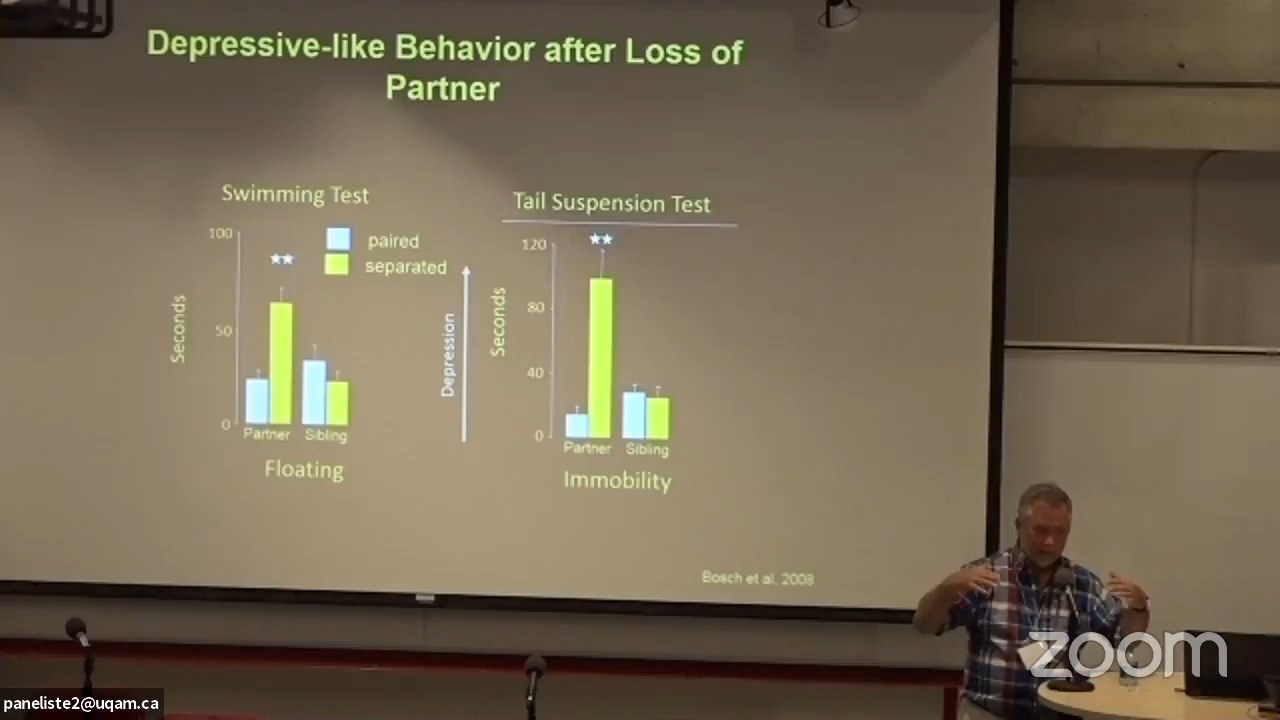 Depressive-like Behavior after Loss of
Partner
Swimming Test
100
50
0
Seconds
**
paired
separated
Partner Sibling
Floating
Depression
Tail Suspension Test
120
80
40
0
Seconds
**
Partner Sibling
Immobility
Bosch et al. 2008
zoom
paneliste2@uqam.ca